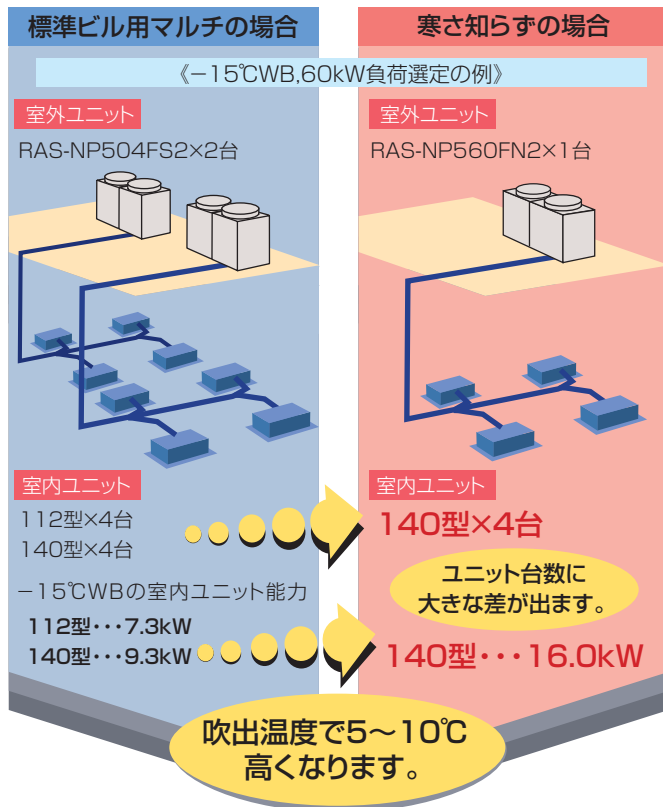 標準ビル用マルチの場合
寒さ知らずの場合
《－15℃WB,60kW負荷選定の例》
室外ユニット
RAS-NP504FS2×2台
室外ユニット
RAS-NP560FN2×1台
室内ユニット
112型×4台
140型×4台
－15℃WBの室内ユニット能力
112型･･･7.3kW
140型･･･9.3kW
室内ユニット
140型×4台
ユニット台数に
大きな差が出ます。
140型･･･16.0kW
吹出温度で5～10℃
高くなります。